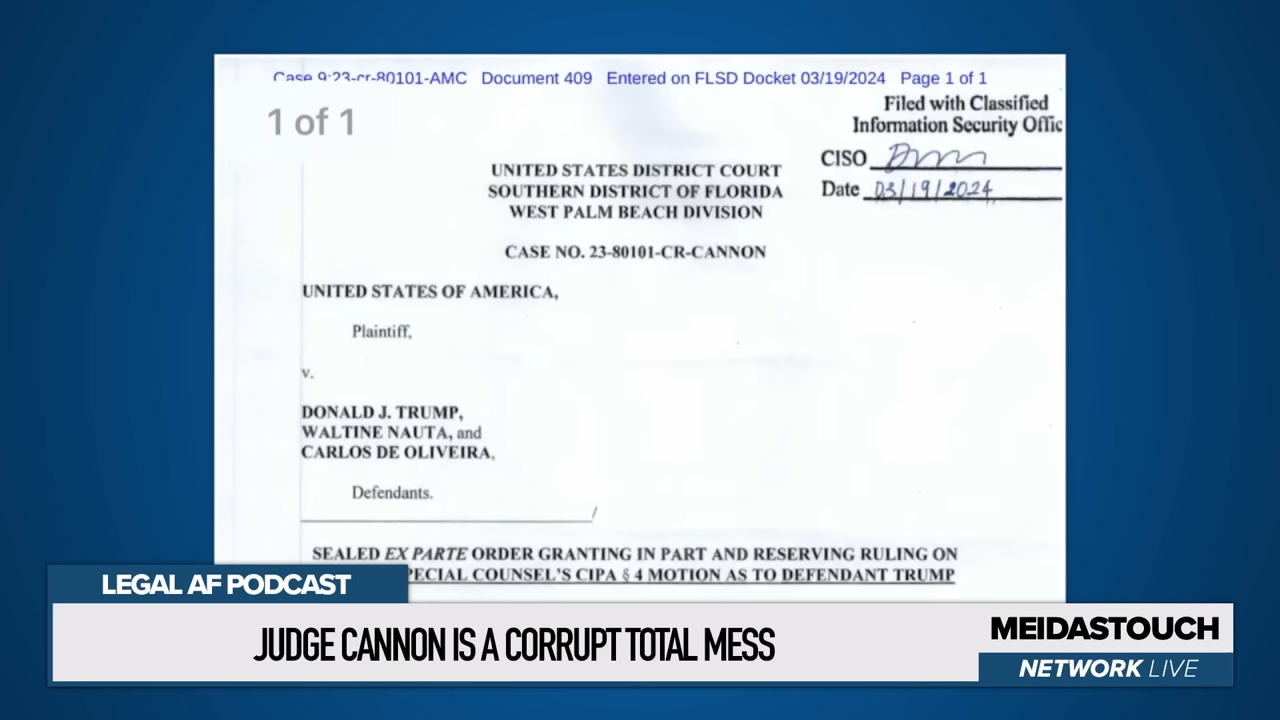 Case 9:23-cr-80101-AMC Document 409 Entered on FLSD Docket 03/19/2024 Page 1 of 1
1 of 1
Filed with Classified
Information Security Offic
CISO
Date 03/19/2024
UNITED STATES DISTRICT COURT
SOUTHERN DISTRICT OF FLORIDA
WEST PALM BEACH DIVISION
CASE NO. 23-80101-CR-CANNON
UNITED STATES OF AMERICA,
Plaintiff,
v.
DONALD J. TRUMP,
WALTINE NAUTA, and
CARLOS DE OLIVEIRA,
Defendants.
/
SEALED EX PARTE ORDER GRANTING IN PART AND RESERVING RULING ON
PECIAL COUNSEL'S CIPA § 4 MOTION AS TO DEFENDANT TRUMP
LEGAL AF PODCAST
JUDGE CANNON IS A CORRUPT TOTAL MESS
MEIDASTOUCH
NETWORK LIVE